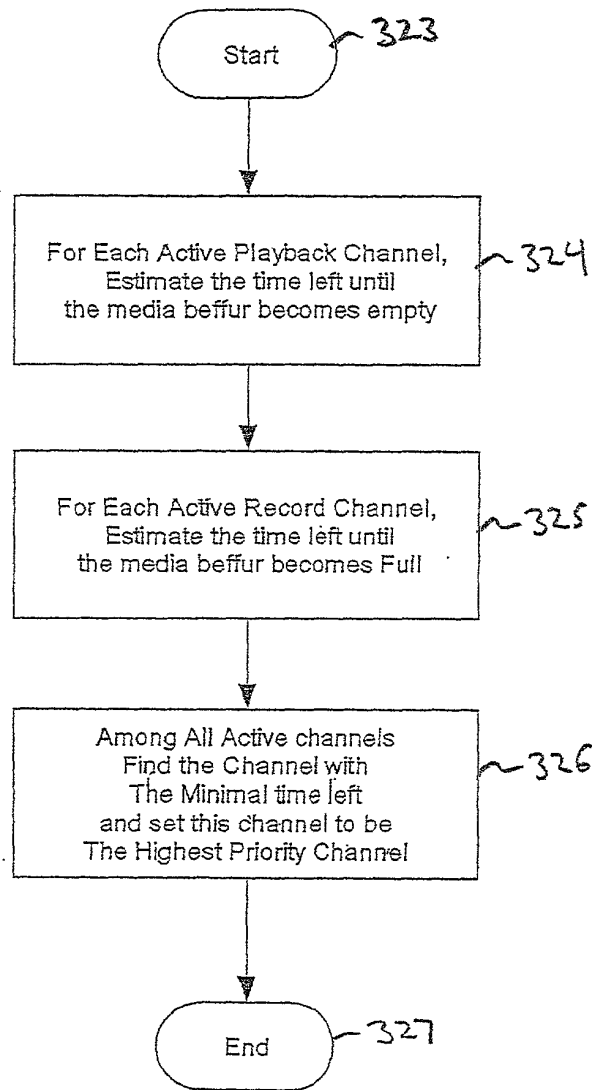 Start
323
For Each Active Playback Channel,
Estimate the time left until
the media beffur becomes empty
324
For Each Active Record Channel,
Estimate the time left until
the media beffur becomes Full
325
Among All Active channels
Find the Channel with
The Minimal time left
and set this channel to be
The Highest Priority Channel
326
End
327